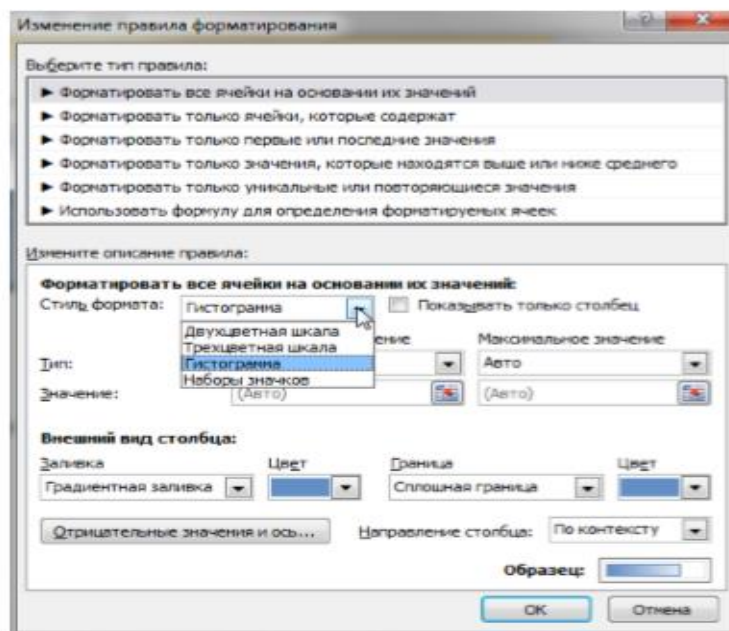 Изменение правила форматирования
Выберите тип правила:
► Форматировать все ячейки на основании их значений
► Форматировать только ячейки, которые содержат
► Форматировать только первые или последние значения
► Форматировать только значения, которые находятся выше или ниже среднего
► Форматировать только уникальные или повторяющиеся значения
► Использовать формулу для определения форматируемых ячеек
Измените описание правила:
Форматировать все ячейки на основании их значений:
Стиль формата: Гистограмма Показывать только столбец
Двухцветная шкала
Трехцветная шкала
Гистограмма
Наборы значков
ение Максимальное значение
Тип: Авто
Значение: (Авто) (Авто)
Внешний вид столбца:
Заливка Цвет Граница Цвет
Градиентная заливка Сплошная граница
Отрицательные значения и ось... Направление столбца: По контексту
Образец:
ОК Отмена